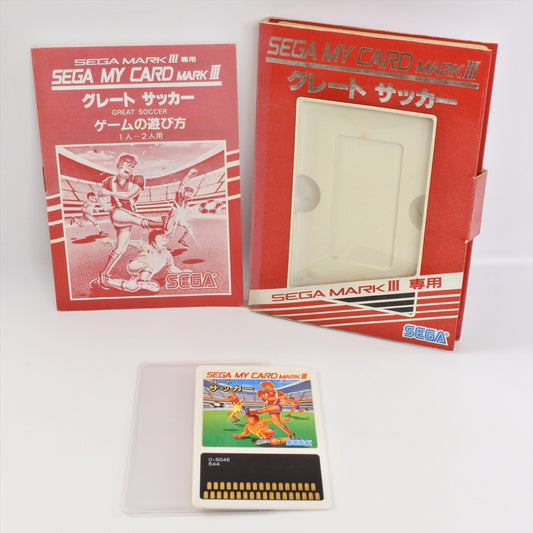 SEGA MARK III 専用
SEGA MY CARD MARK III
グレート サッカー
GREAT SOCCER
ゲームの遊び方
1人-2人用
SEGA
SEGA MY CARD MARK III
グレート サッカー
SEGA MARK III 専用
SEGA
SEGA MY CARD MARK III
サッカー
SEGA
C-504E
544